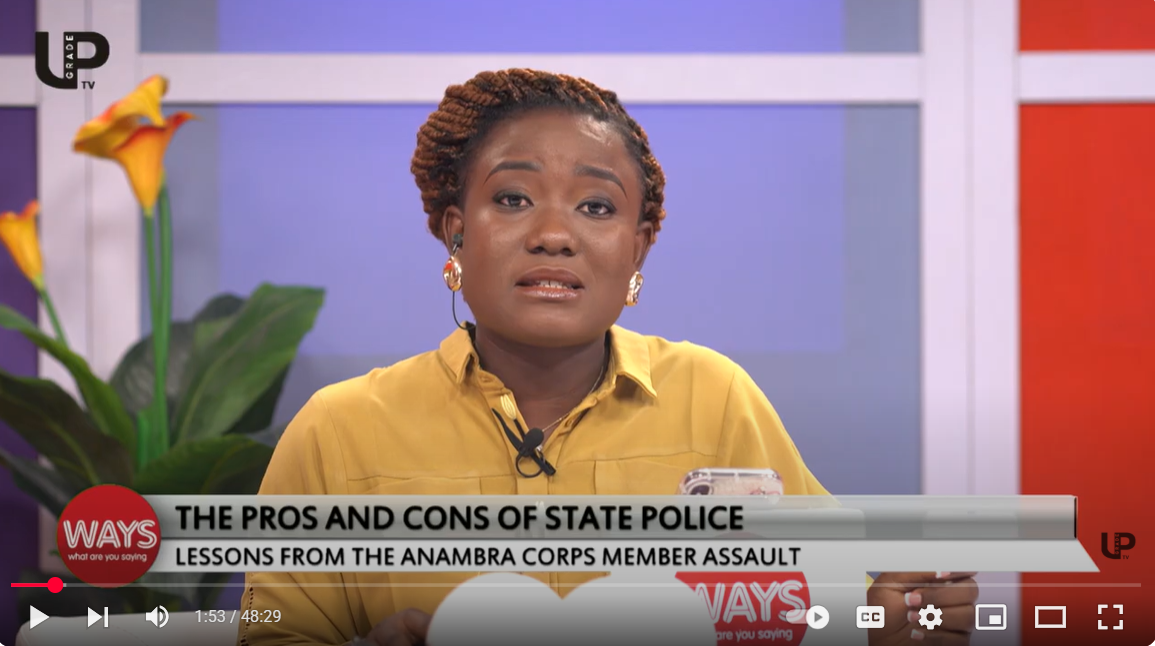 UP
GRADE
TV
WAYS
what are you saying
THE PROS AND CONS OF STATE POLICE
LESSONS FROM THE ANAMBRA CORPS MEMBER ASSAULT
UP
TV
WAYS
are you saying
1:53 / 48:29
CC